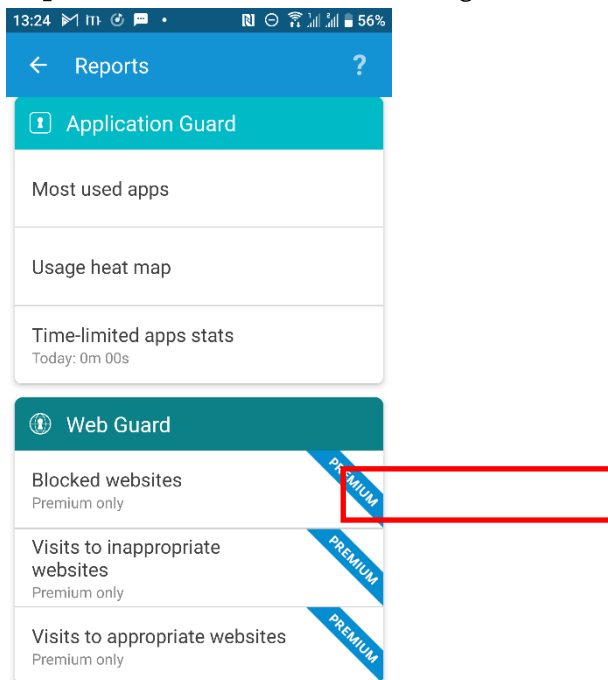 13:24 56%
Reports ?
Application Guard
Most used apps
Usage heat map
Time-limited apps stats
Today: 0m 00s
Web Guard
Blocked websites
Premium only
PREMIUM
Visits to inappropriate
websites
Premium only
PREMIUM
Visits to appropriate websites
Premium only
PREMIUM